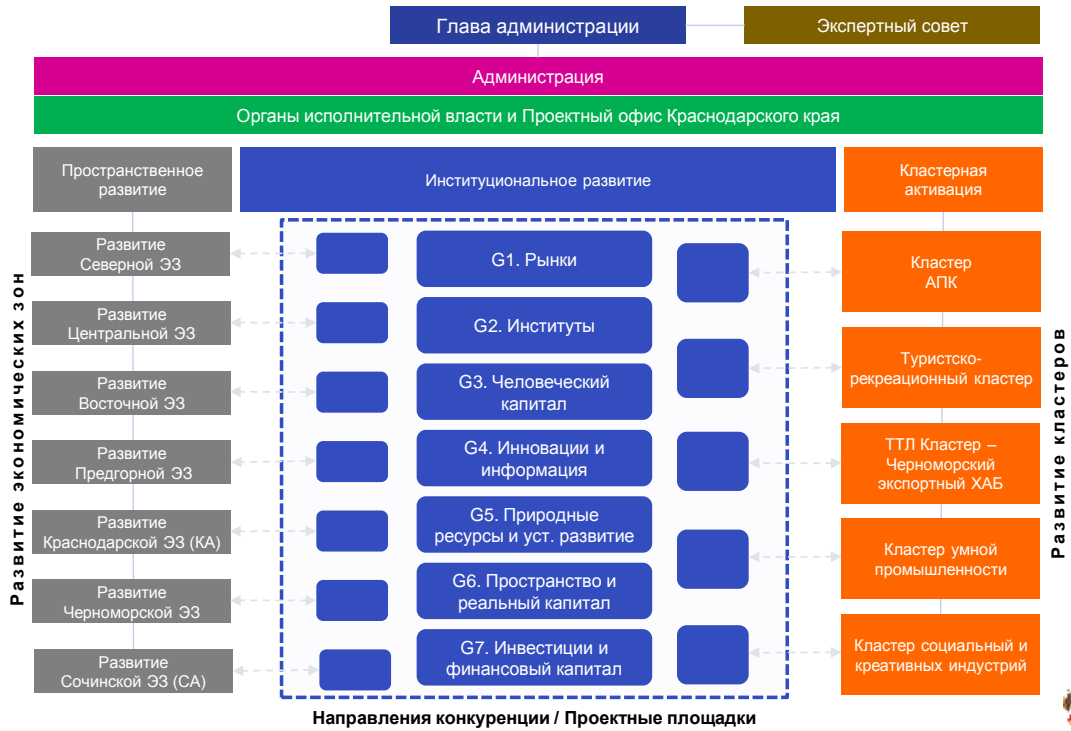 Глава администрации
Экспертный совет
Администрация
Органы исполнительной власти и Проектный офис Краснодарского края
Пространственное
развитие
Институциональное развитие
Кластерная
активация
Развитие экономических зон
Развитие
Северной ЭЗ
Развитие
Центральной ЭЗ
Развитие
Восточной ЭЗ
Развитие
Предгорной ЭЗ
Развитие
Краснодарской ЭЗ (КА)
Развитие
Черноморской ЭЗ
Развитие
Сочинской ЭЗ (СА)
G1. Рынки
G2. Институты
G3. Человеческий
капитал
G4. Инновации и
информация
G5. Природные
ресурсы и уст. развитие
G6. Пространство и
реальный капитал
G7. Инвестиции и
финансовый капитал
Кластер
АПК
Туристско-
рекреационный кластер
ТТЛ Кластер –
Черноморский
экспортный ХАБ
Кластер умной
промышленности
Кластер социальный и
креативных индустрий
Развитие кластеров
Направления конкуренции / Проектные площадки